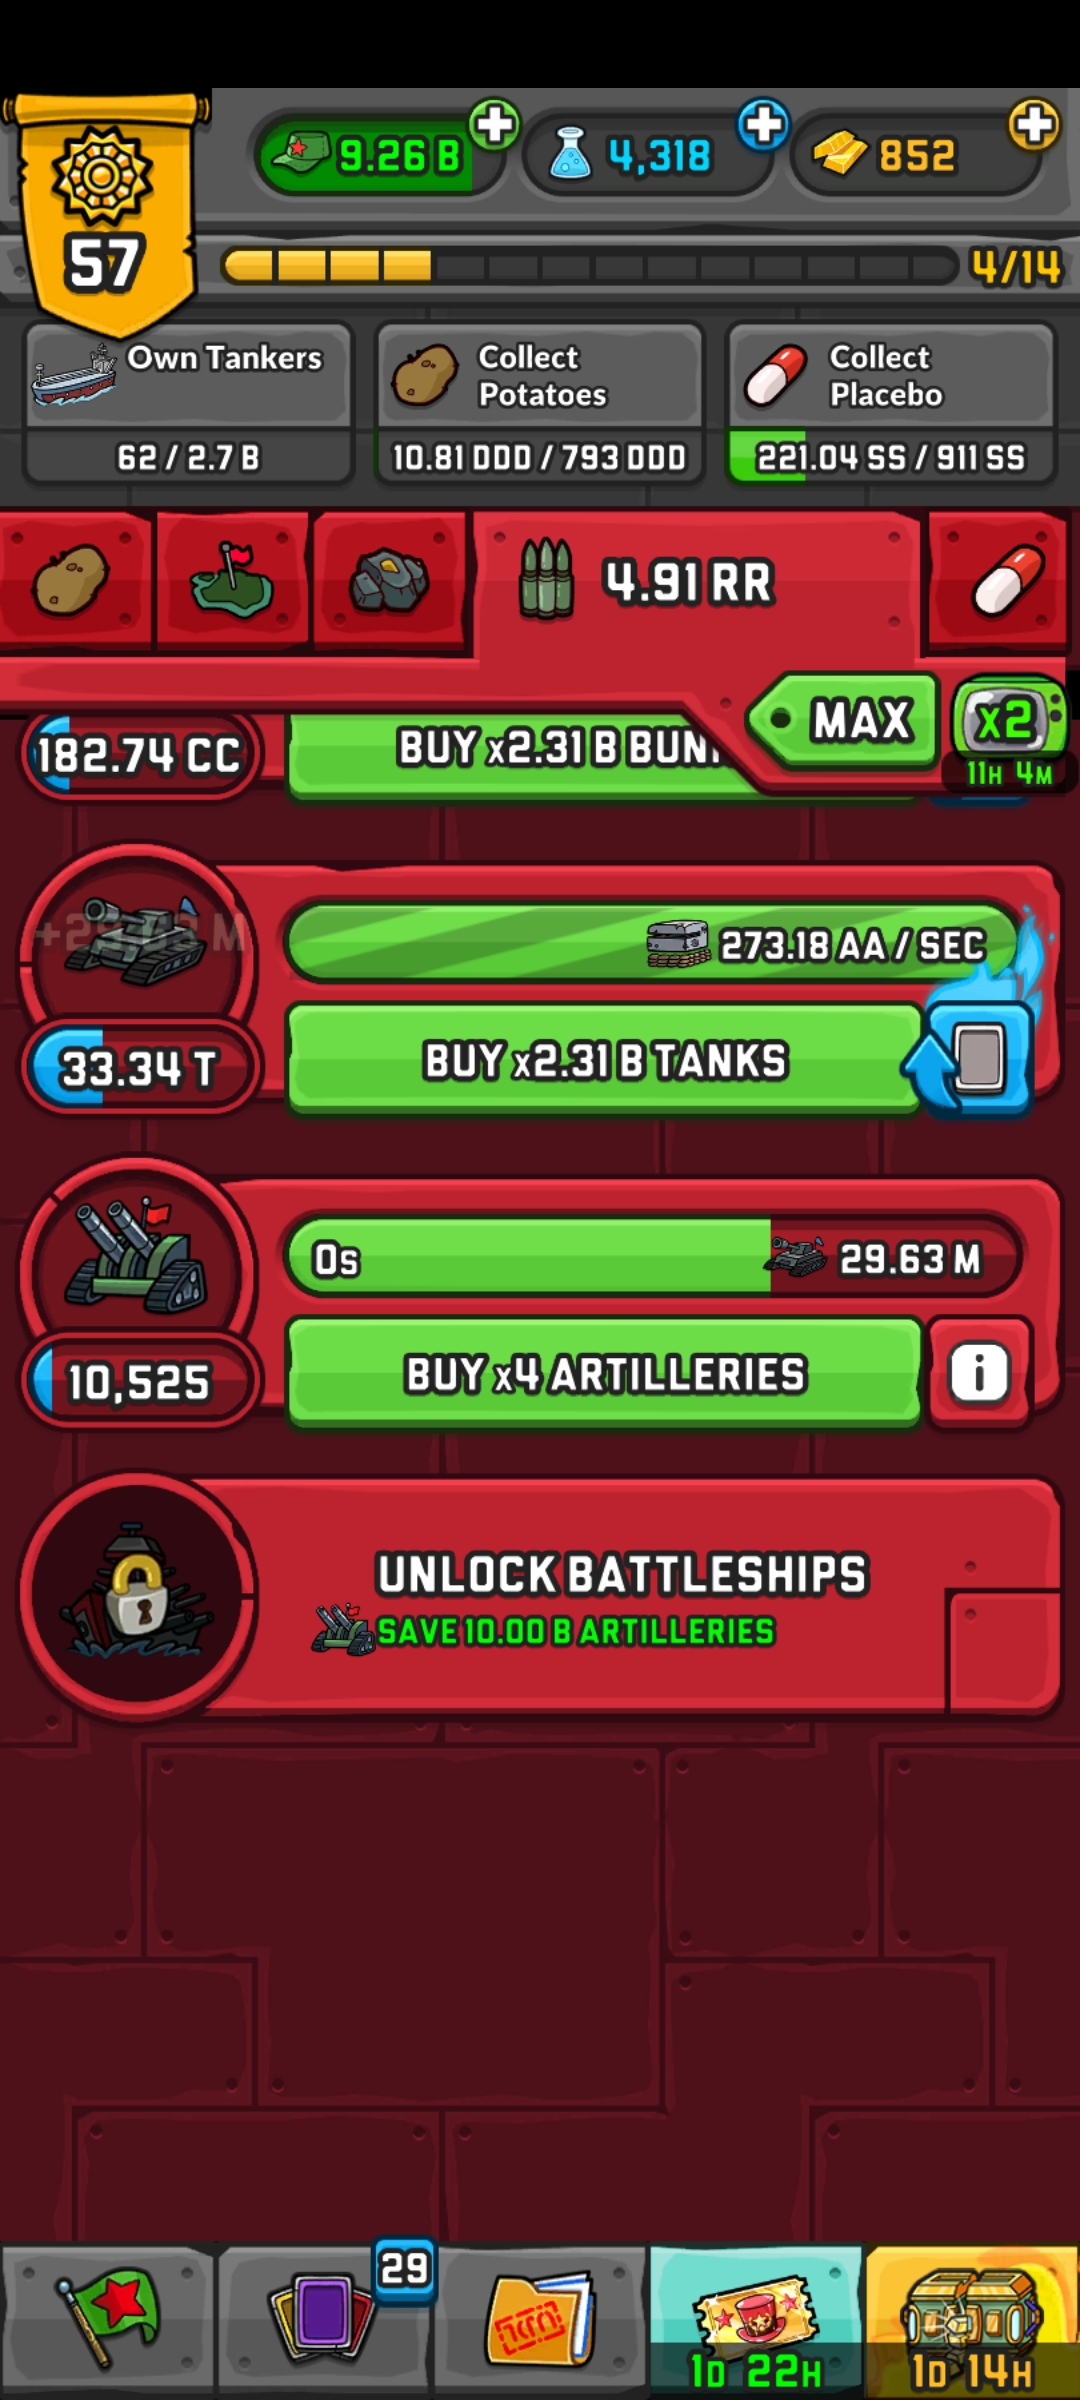 9.26 B
4,318
852
57
4/14
Own Tankers
62 / 2.7 B
Collect
Potatoes
10.81 DDD / 793 DDD
Collect
Placebo
221.04 SS / 911 SS
4.91 RR
MAX
x2
11H 4M
182.74 CC
BUY x2.31 B
+29.63 M
273.18 AA / SEC
33.34 T
BUY x2.31 B TANKS
0s
29.63 M
10,525
BUY x4 ARTILLERIES
i
UNLOCK BATTLESHIPS
SAVE 10.00 B ARTILLERIES
29
1D 22H
1D 14H